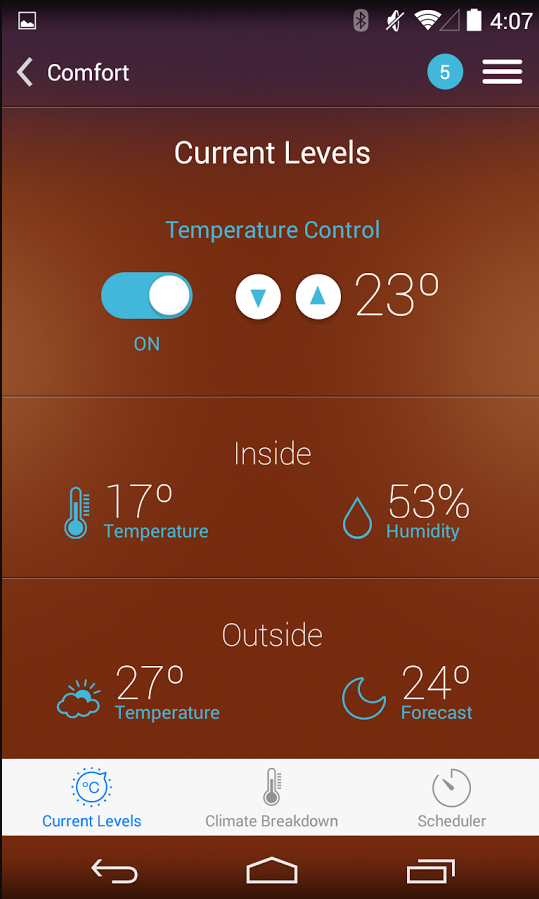 4:07
Comfort 5
Current Levels
Temperature Control
23º
ON
Inside
17º 53%
Temperature Humidity
Outside
27º 24º
Temperature Forecast
ºC
Current Levels Climate Breakdown Scheduler